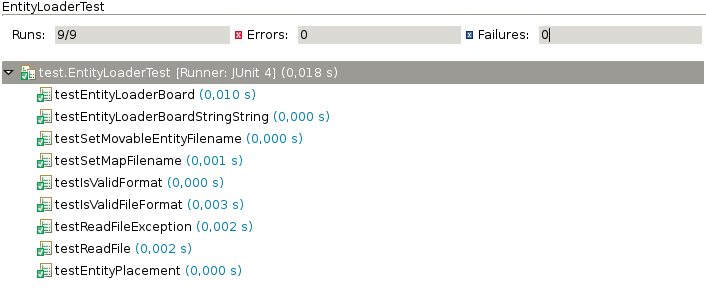 EntityLoaderTest
Runs: 9/9 Errors: 0 Failures: 0
test.EntityLoaderTest [Runner: JUnit 4] (0,018 s)
testEntityLoaderBoard (0,010 s)
testEntityLoaderBoardStringString (0,000 s)
testSetMovableEntityFilename (0,000 s)
testSetMapFilename (0,001 s)
testIsValidFormat (0,000 s)
testIsValidFileFormat (0,003 s)
testReadFileException (0,002 s)
testReadFile (0,002 s)
testEntityPlacement (0,000 s)